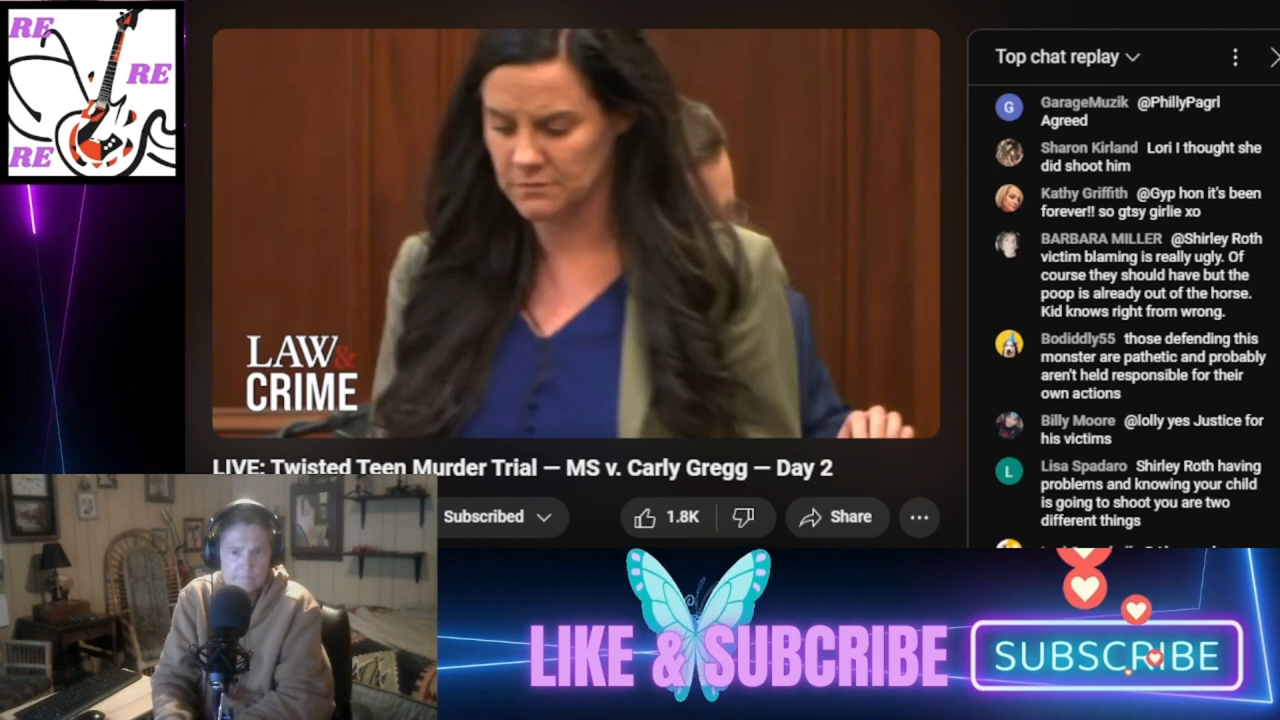 RE
RE
RE
LAW&
CRIME
LIVE: Twisted Teen Murder Trial — MS v. Carly Gregg — Day 2
Subscribed
1.8K
Share
Top chat replay
G
GarageMuzik @PhillyPagrl
Agreed
Sharon Kirland Lori I thought she
did shoot him
Kathy Griffith @Gyp hon it's been
forever!! so gtsy girlie xo
BARBARA MILLER @Shirley Roth
victim blaming is really ugly. Of
course they should have but the
poop is already out of the horse.
Kid knows right from wrong.
Bodiddly55 those defending this
monster are pathetic and probably
aren't held responsible for their
own actions
Billy Moore @lolly yes Justice for
his victims
L
Lisa Spadaro Shirley Roth having
problems and knowing your child
is going to shoot you are two
different things
LIKE & SUBCRIBE
SUBSCRIBE